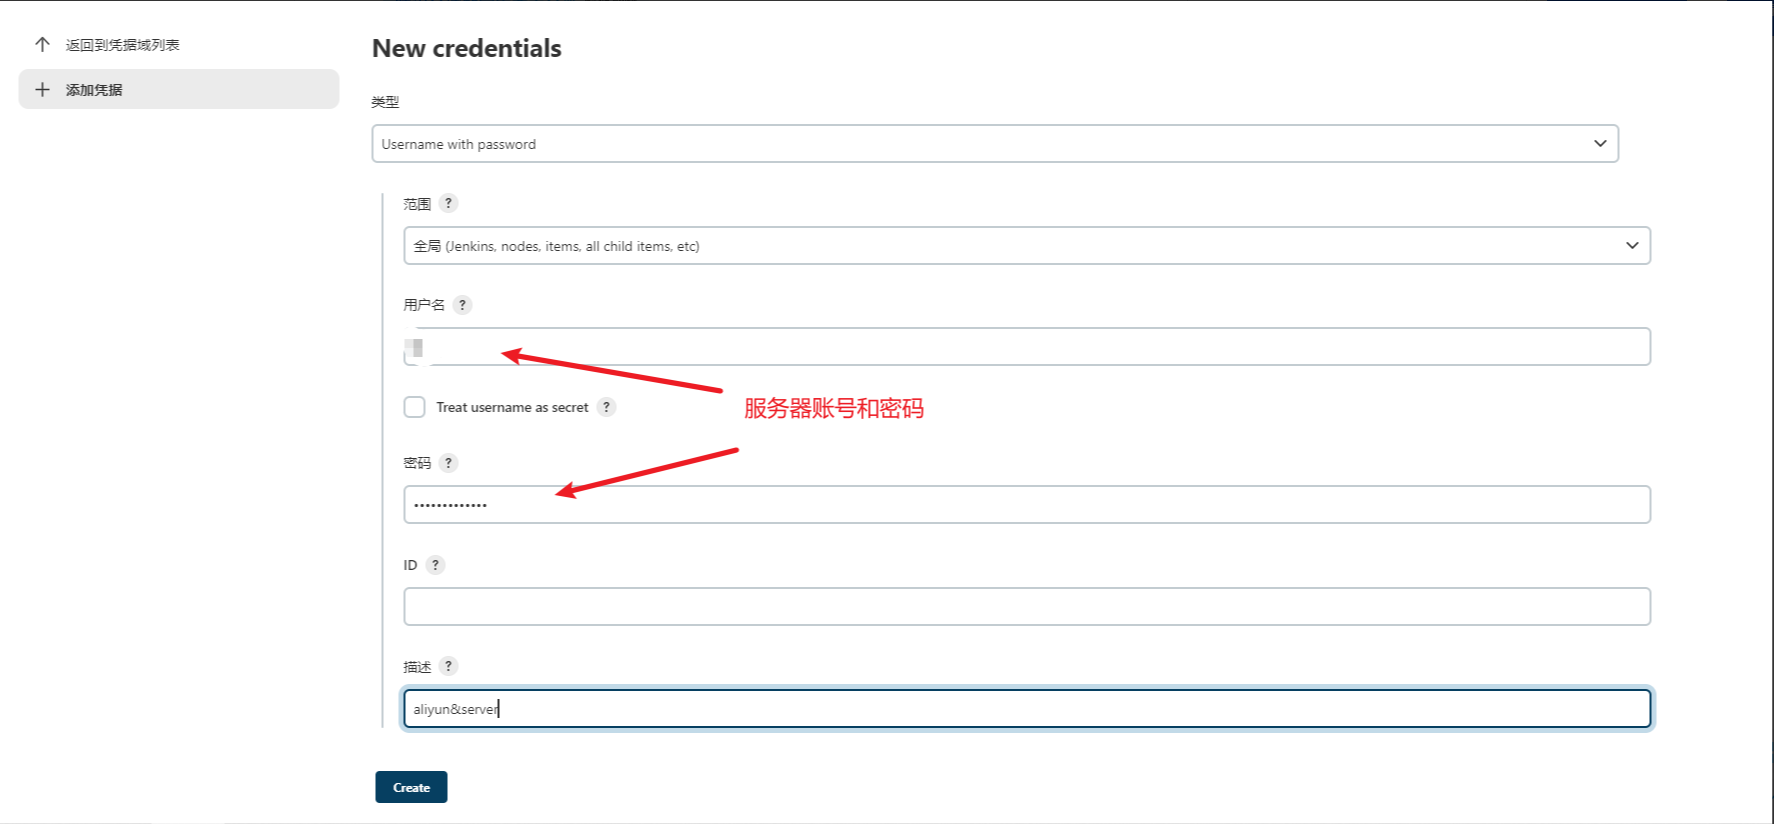 返回到凭据域列表
添加凭据
New credentials
类型
Username with password
范围 ?
全局 (Jenkins, nodes, items, all child items, etc)
用户名 ?
Treat username as secret ?
服务器账号和密码
密码 ?
•••••••••••••
ID ?
描述 ?
aliyun&server
Create